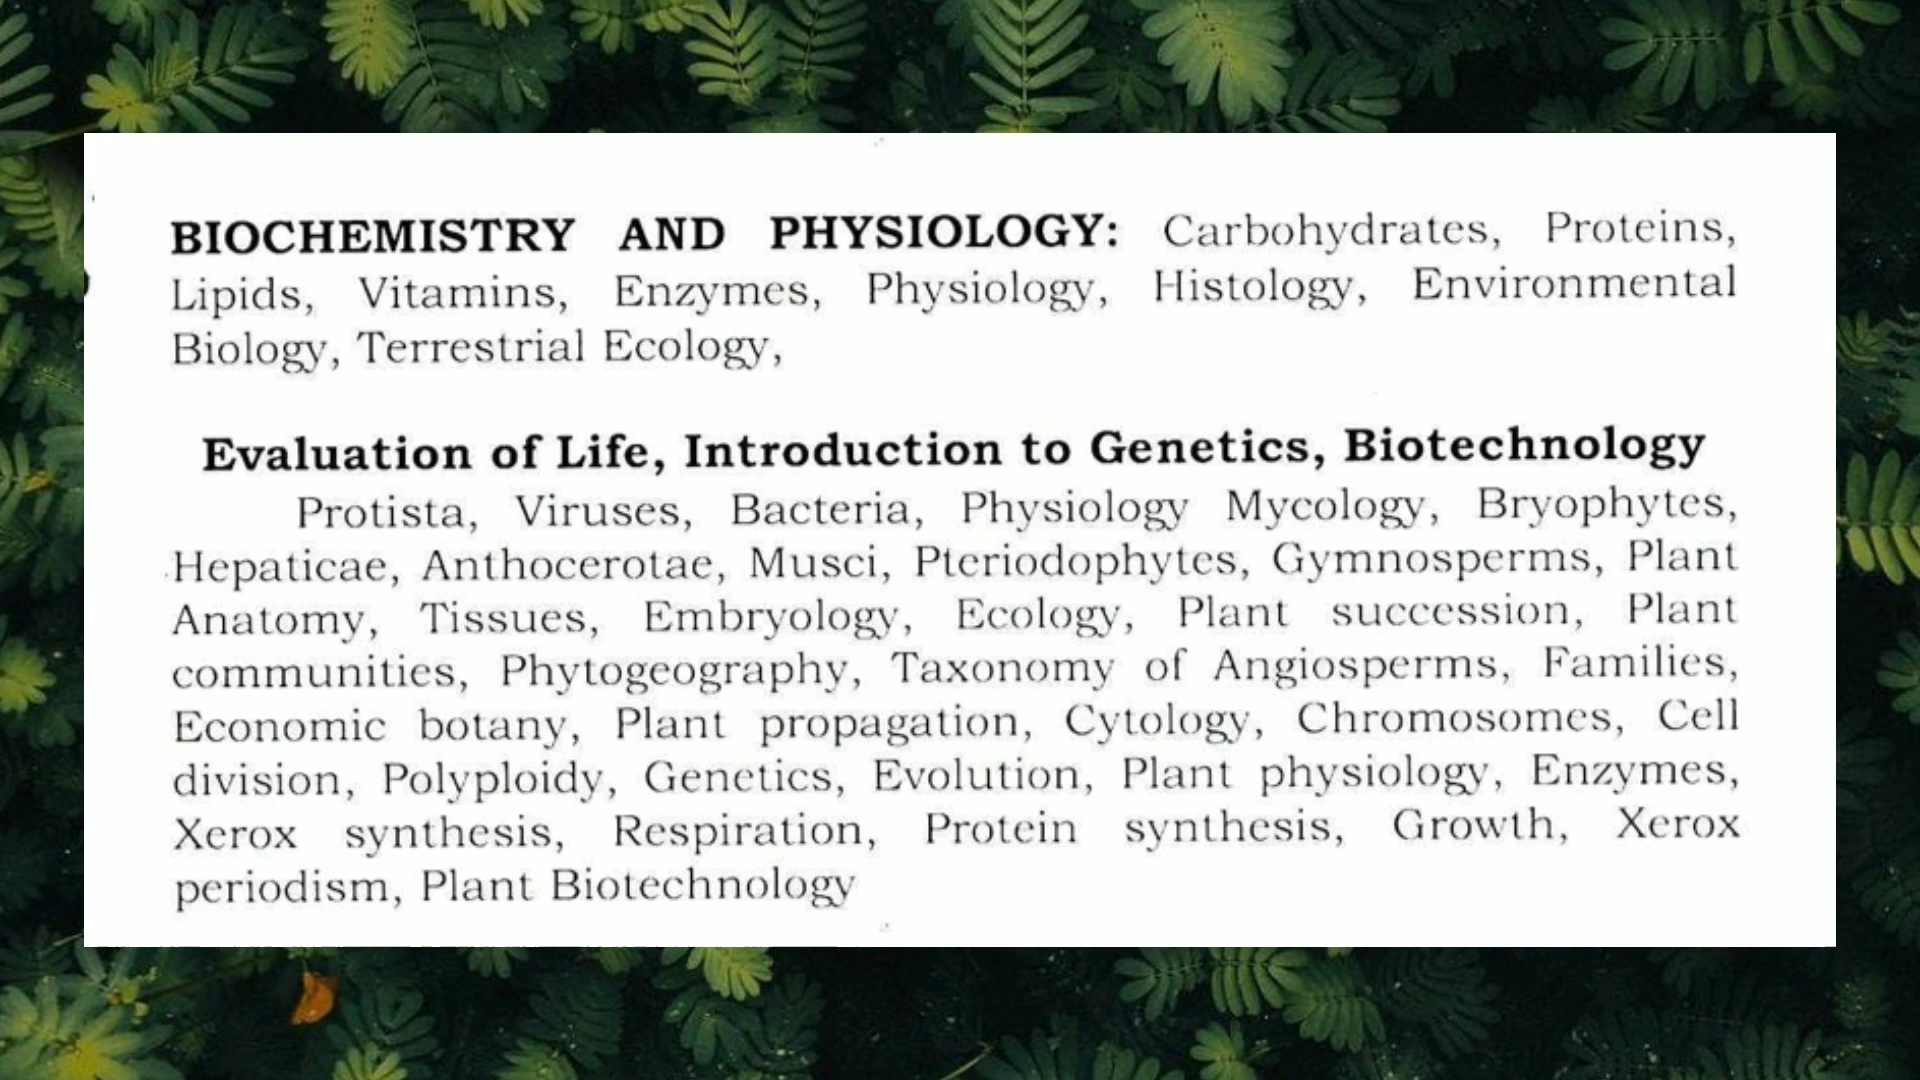 BIOCHEMISTRY AND PHYSIOLOGY: Carbohydrates, Proteins,
Lipids, Vitamins, Enzymes, Physiology, Histology, Environmental
Biology, Terrestrial Ecology,
Evaluation of Life, Introduction to Genetics, Biotechnology
Protista, Viruses, Bacteria, Physiology Mycology, Bryophytes,
Hepaticae, Anthocerotae, Musci, Pteriodophytes, Gymnosperms, Plant
Anatomy, Tissues, Embryology, Ecology, Plant succession, Plant
communities, Phytogeography, Taxonomy of Angiosperms, Families,
Economic botany, Plant propagation, Cytology, Chromosomes, Cell
division, Polyploidy, Genetics, Evolution, Plant physiology, Enzymes,
Xerox synthesis, Respiration, Protein synthesis, Growth, Xerox
periodism, Plant Biotechnology